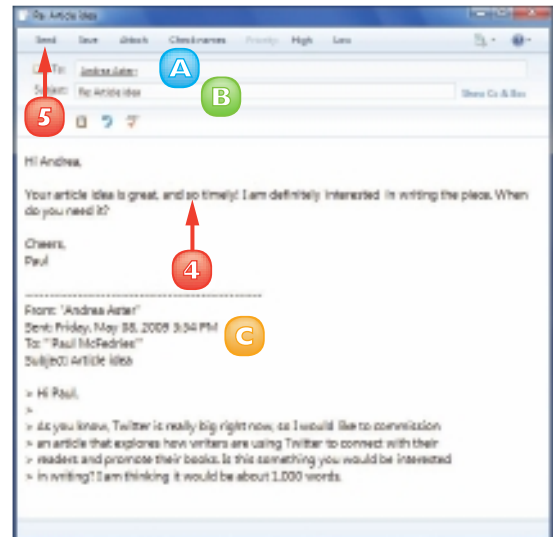 Re: Article idea
Send Save Attach Check names Priority: High Low
A
To: Andrea Aster;
B
Subject: Re: Article idea Show Cc & Bcc
5
Hi Andrea,
Your article idea is great, and so timely! I am definitely interested in writing the piece. When
do you need it?
Cheers,
Paul
4
----------------------------------------------
From: "Andrea Aster"
Sent: Friday, May 08, 2009 3:34 PM
C
To: "'Paul McFedries'"
Subject: Article idea
> Hi Paul,
>
> As you know, Twitter is really big right now, so I would like to commission
> an article that explores how writers are using Twitter to connect with their
> readers and promote their books. Is this something you would be interested
> in writing? I am thinking it would be about 1,000 words.